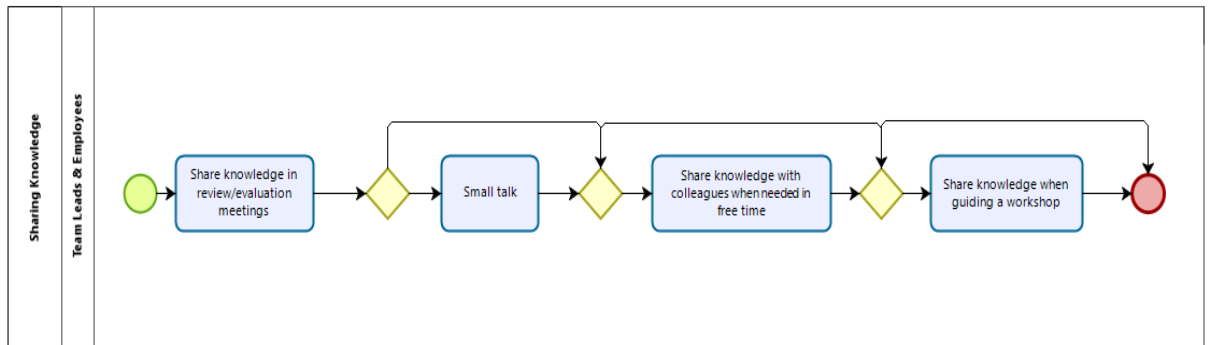 Sharing Knowledge
Team Leads & Employees
Share knowledge in
review/evaluation
meetings
Small talk
Share knowledge with
colleagues when needed in
free time
Share knowledge when
guiding a workshop